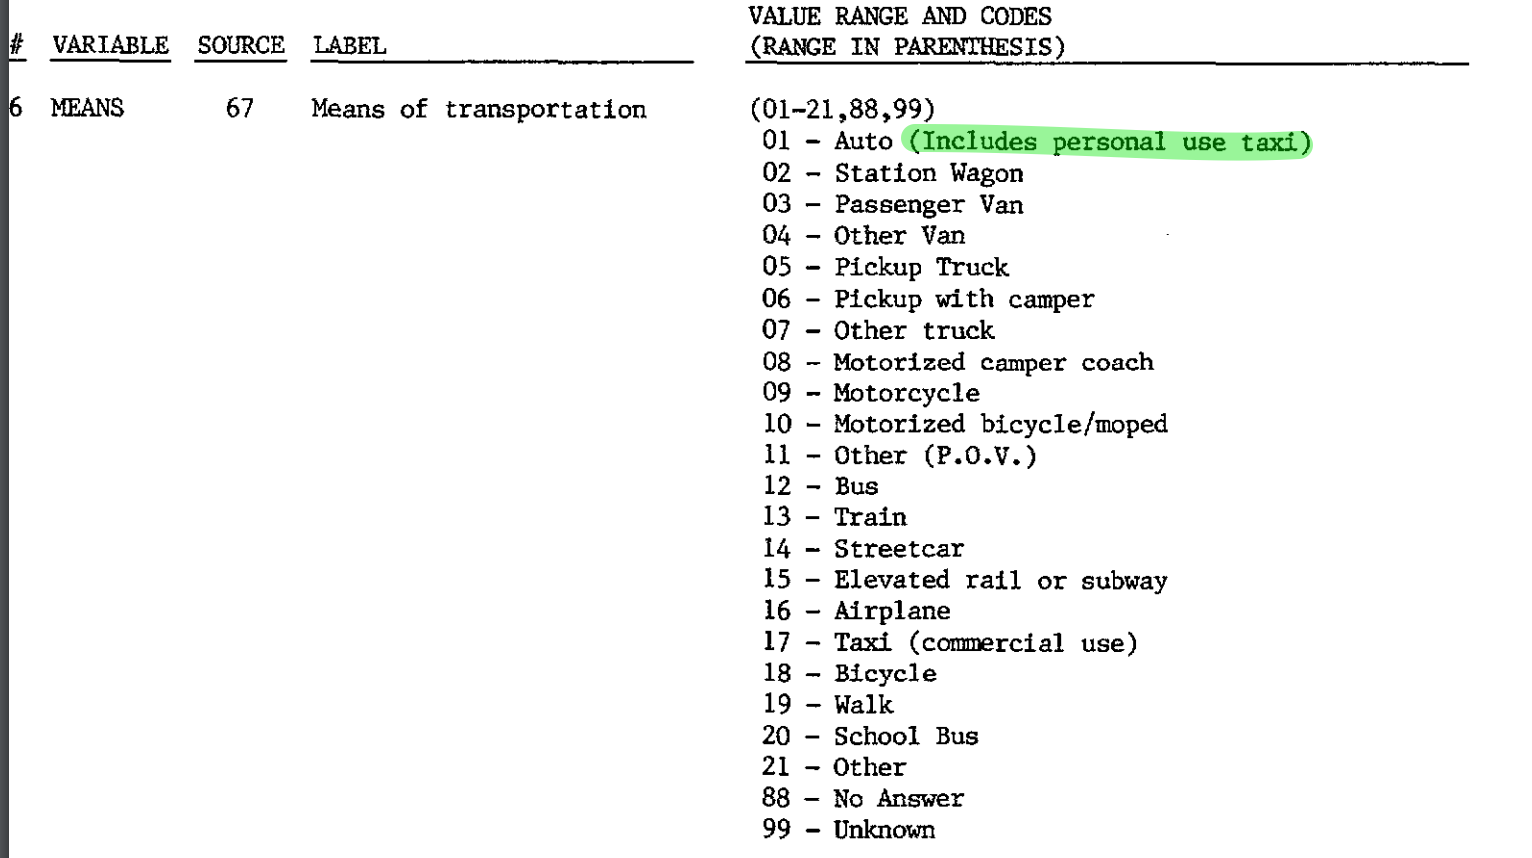 VALUE RANGE AND CODES
# VARIABLE SOURCE LABEL (RANGE IN PARENTHESIS)
6 MEANS 67 Means of transportation (01-21,88,99)
01 - Auto (Includes personal use taxi)
02 - Station Wagon
03 - Passenger Van
04 - Other Van
05 - Pickup Truck
06 - Pickup with camper
07 - Other truck
08 - Motorized camper coach
09 - Motorcycle
10 - Motorized bicycle/moped
11 - Other (P.O.V.)
12 - Bus
13 - Train
14 - Streetcar
15 - Elevated rail or subway
16 - Airplane
17 - Taxi (commercial use)
18 - Bicycle
19 - Walk
20 - School Bus
21 - Other
88 - No Answer
99 - Unknown